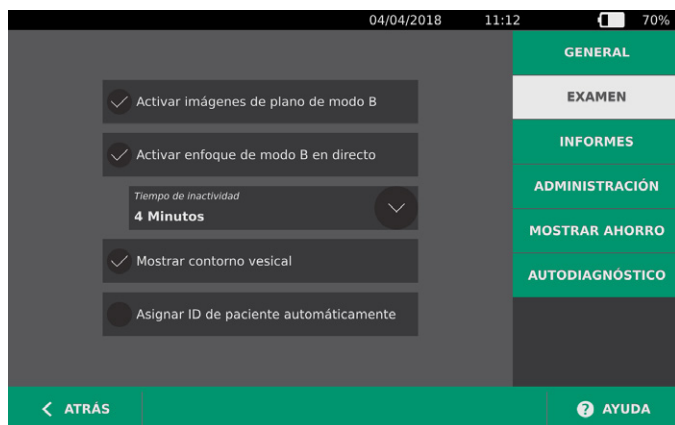 04/04/2018 11:12 70%
GENERAL
Activar imágenes de plano de modo B
EXAMEN
Activar enfoque de modo B en directo
INFORMES
Tiempo de inactividad
4 Minutos
ADMINISTRACIÓN
MOSTRAR AHORRO
Mostrar contorno vesical
AUTODIAGNÓSTICO
Asignar ID de paciente automáticamente
ATRÁS
? AYUDA